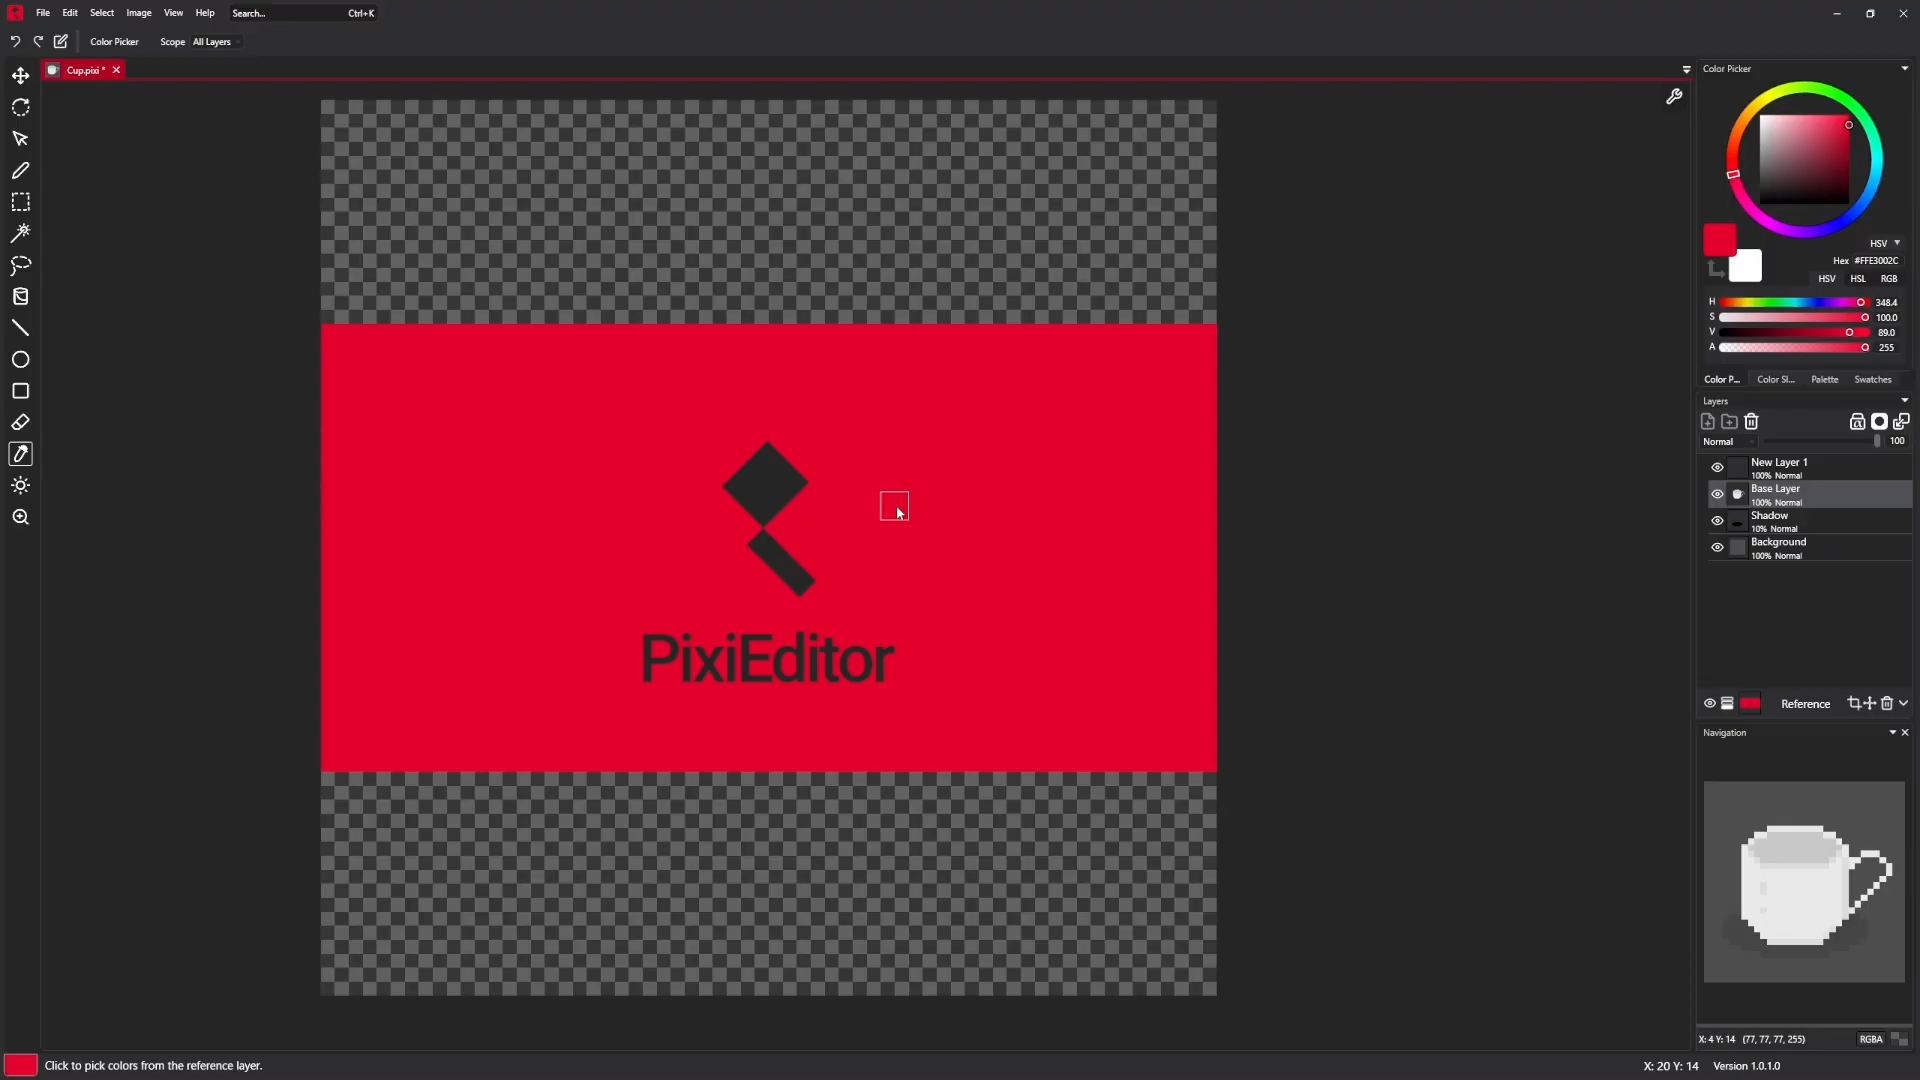 File Edit Select Image View Help Search... Ctrl+K
Color Picker Scope All Layers
Cup.pixi *
Color Picker
PixiEditor
HSV
Hex #FFE3002C
HSV HSL RGB
H 348.4
S 100.0
V 89.0
A 255
Color P... Color Sl... Palette Swatches
Layers
Normal 100
New Layer 1
100% Normal
Base Layer
100% Normal
Shadow
10% Normal
Background
100% Normal
Reference
Navigation
X: 4 Y: 14 (77, 77, 77, 255) RGBA
Click to pick colors from the reference layer.
X: 20 Y: 14 Version 1.0.1.0